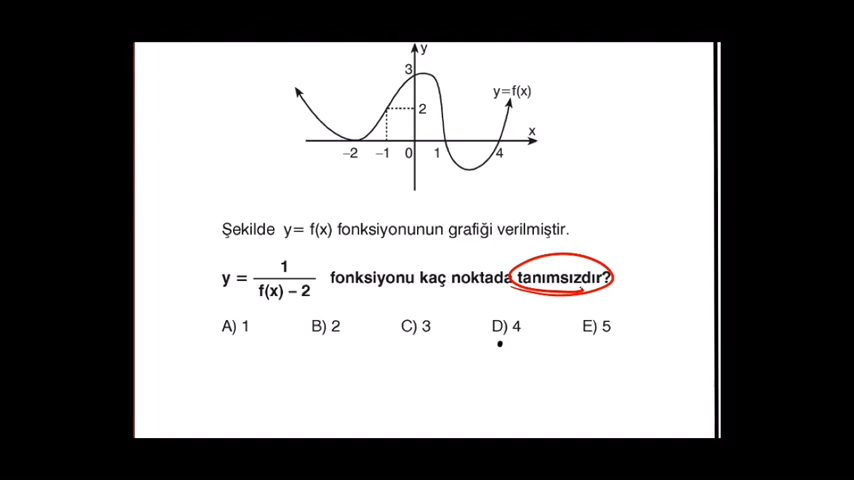 y
3
y=f(x)
2
x
−2 −1 0 1 4
Şekilde y= f(x) fonksiyonunun grafiği verilmiştir.
y = 1 / f(x) − 2 fonksiyonu kaç noktada tanımsızdır?
A) 1 B) 2 C) 3 D) 4 E) 5